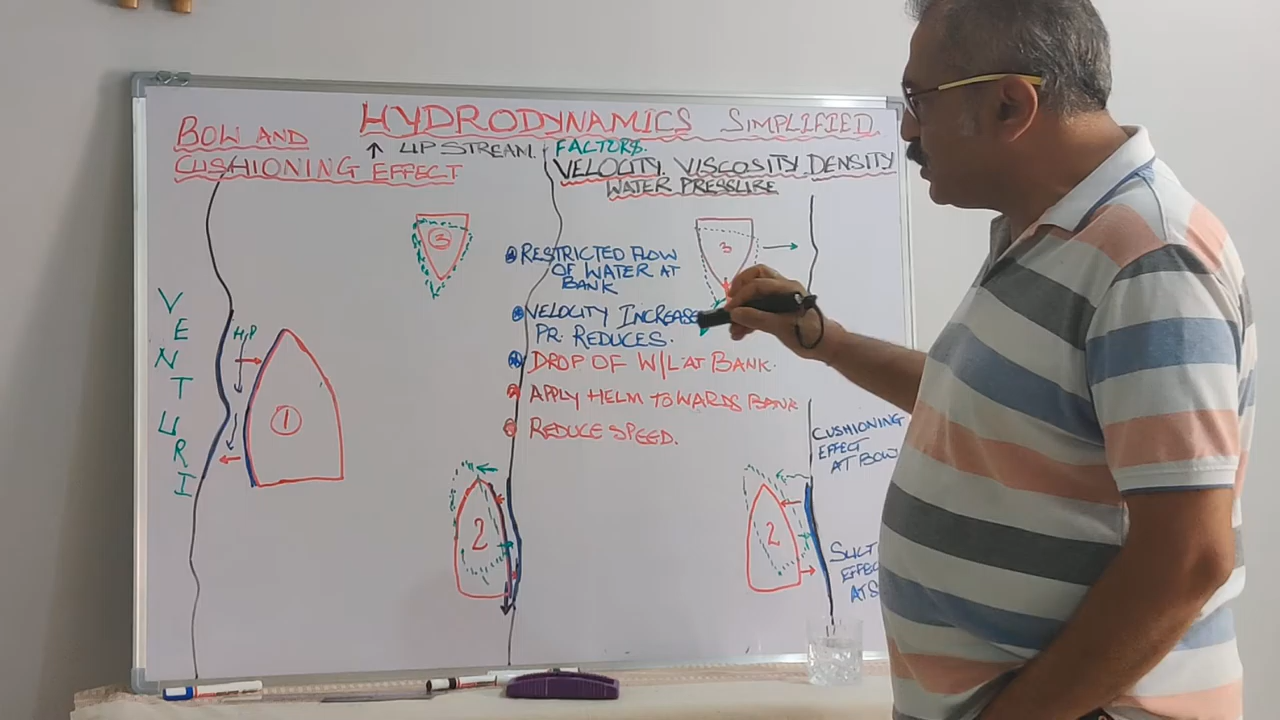 HYDRODYNAMICS SIMPLIFIED
BOW AND
CUSHIONING EFFECT
↑ UP STREAM.
FACTORS.
VELOCITY. VISCOSITY. DENSITY
WATER PRESSURE
VENTURI
H.P
1
3
2
RESTRICTED FLOW
OF WATER AT
BANK
VELOCITY INCREASE
PR. REDUCES.
DROP OF W/L AT BANK.
APPLY HELM TOWARDS BANK
REDUCE SPEED.
3
2
CUSHIONING
EFFECT
AT BOW